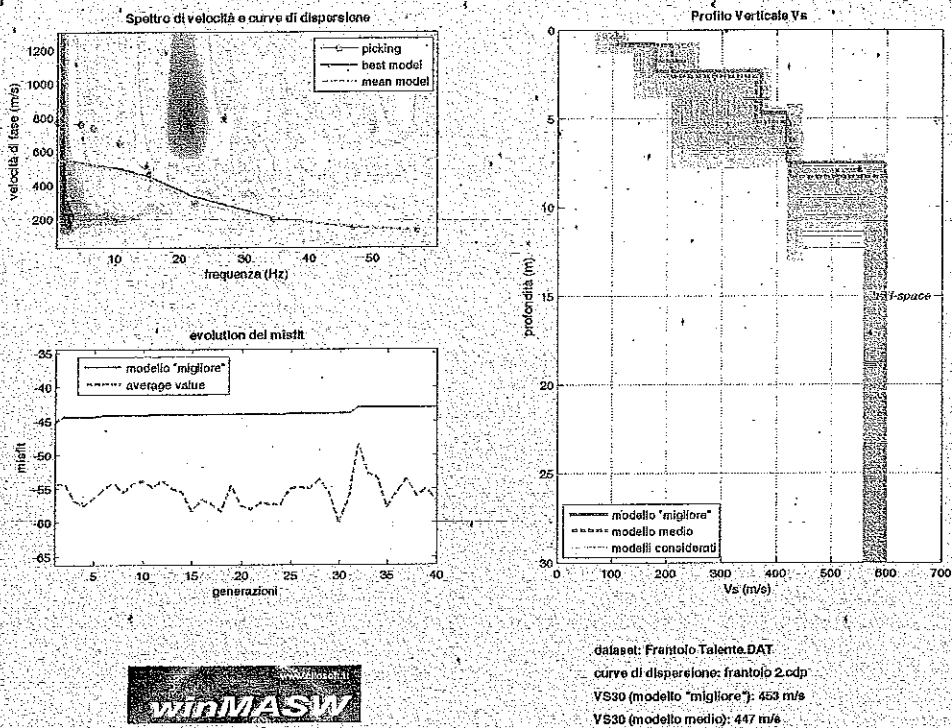 Spettro di velocità e curve di dispersione
1200
1000
800
600
400
200
velocità di fase (m/s)
10
20
30
40
50
frequenza (Hz)
picking
best model
mean model
evolution del misfit
-35
-40
-45
-50
-55
-60
-65
misfit
5
10
15
20
25
30
35
40
generazioni
modello "migliore"
average value
Profilo Verticale Vs
0
5
10
15
20
25
30
profondità (m)
0
100
200
300
400
500
600
700
Vs (m/s)
modello "migliore"
modello medio
modelli considerati
winMASW
dataset: Frantoio Talente.DAT
curve di dispersione: frantoio 2.cdp
VS30 (modello "migliore"): 453 m/s
VS30 (modello medio): 447 m/s